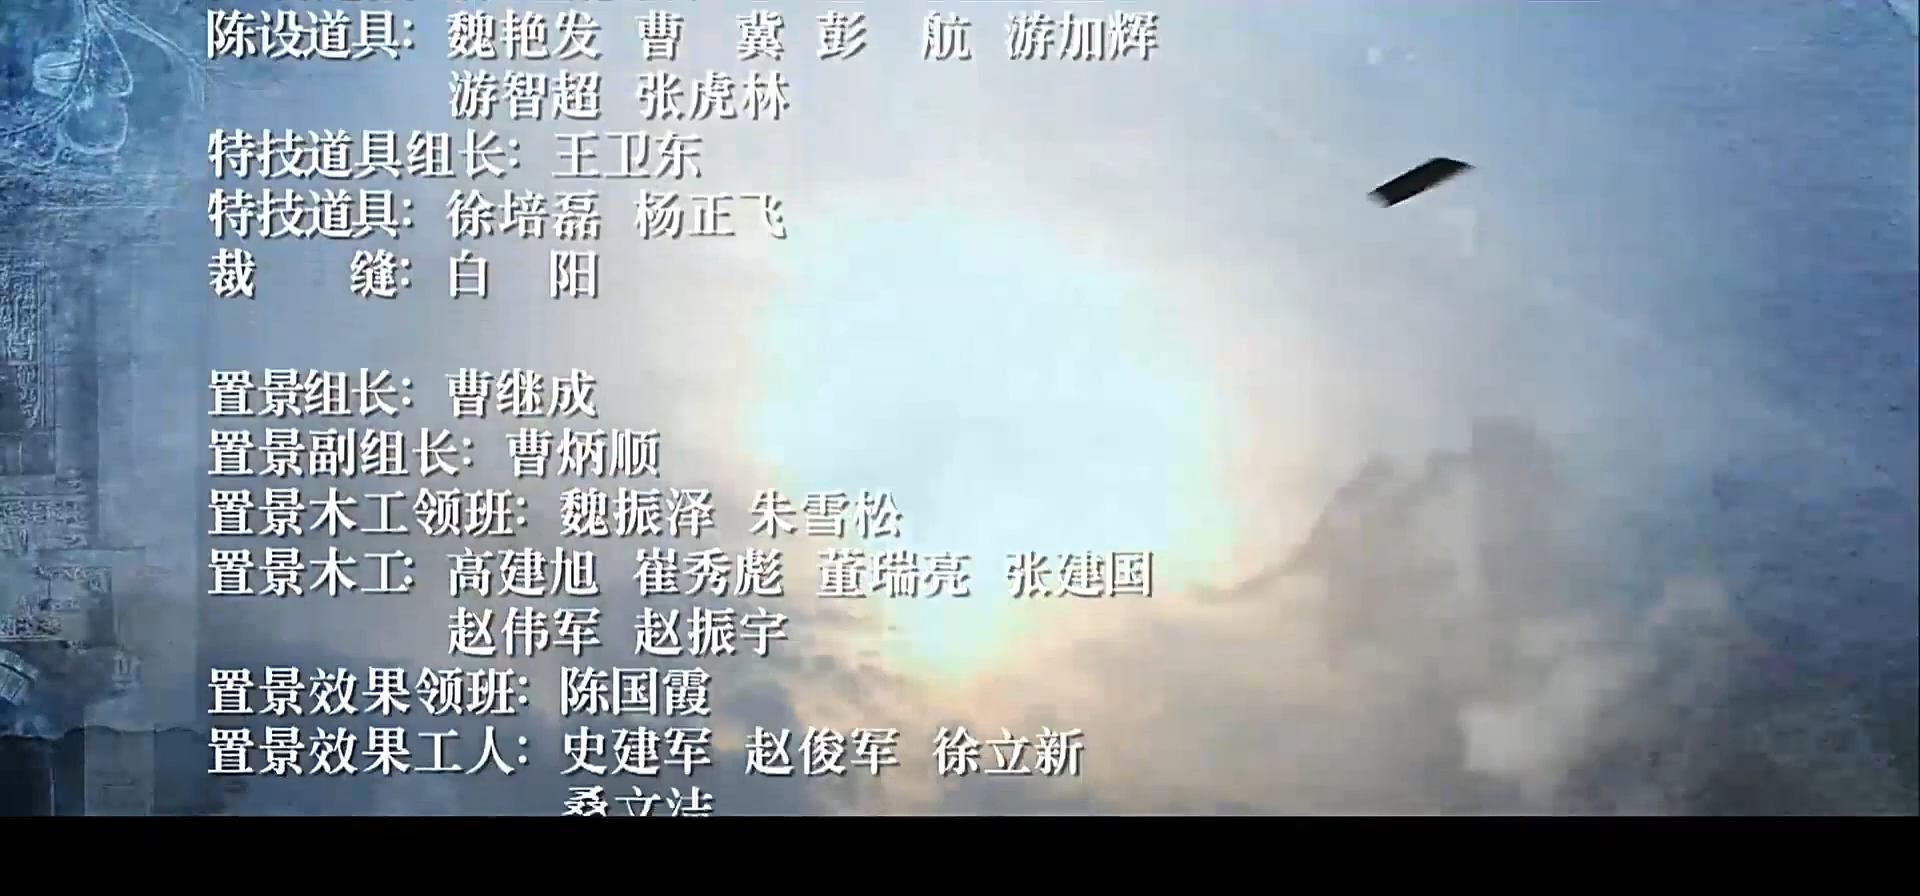 陈设道具：魏艳发 曹 冀 彭 航 游加辉
游智超 张虎林
特技道具组长：王卫东
特技道具：徐培磊 杨正飞
裁 缝：白 阳
置景组长：曹继成
置景副组长：曹炳顺
置景木工领班：魏振泽 朱雪松
置景木工：高建旭 崔秀彪 董瑞亮 张建国
赵伟军 赵振宇
置景效果领班：陈国霞
置景效果工人：史建军 赵俊军 徐立新
桑文洁